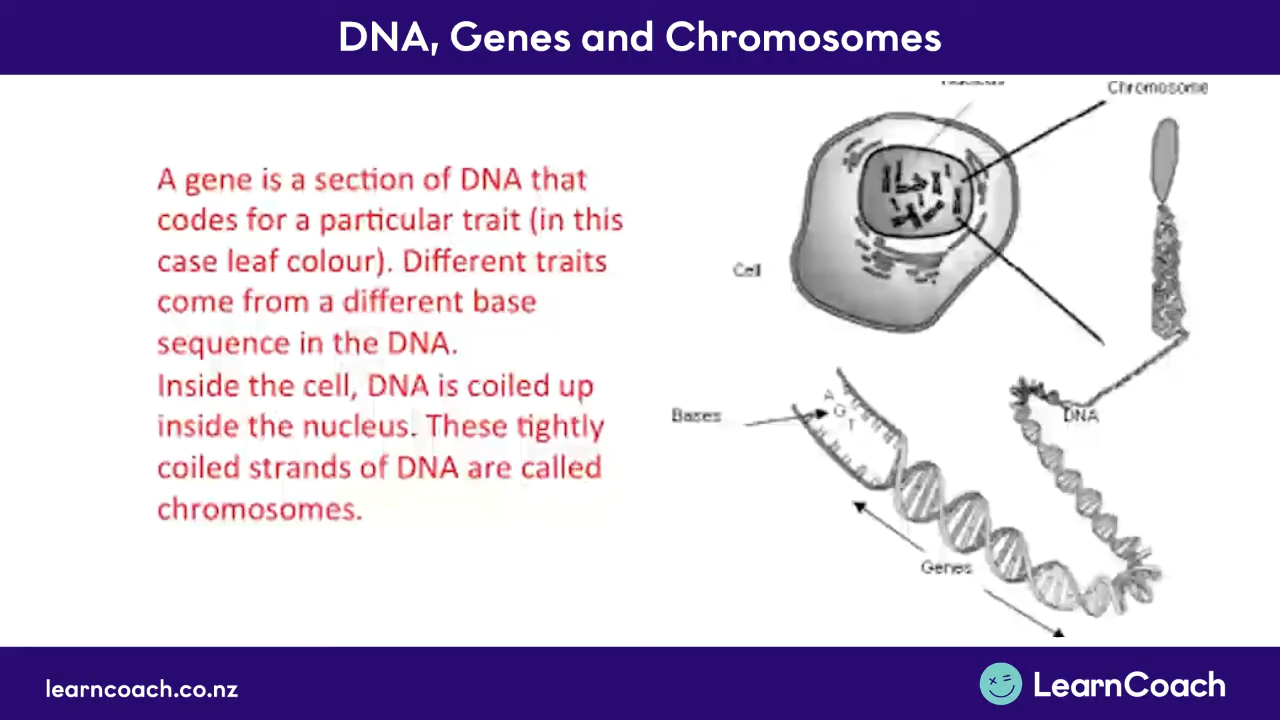 DNA, Genes and Chromosomes
A gene is a section of DNA that
codes for a particular trait (in this
case leaf colour). Different traits
come from a different base
sequence in the DNA.
Inside the cell, DNA is coiled up
inside the nucleus. These tightly
coiled strands of DNA are called
chromosomes.
Chromosome
Cell
Bases
A
G
T
DNA
Genes
learncoach.co.nz
LearnCoach